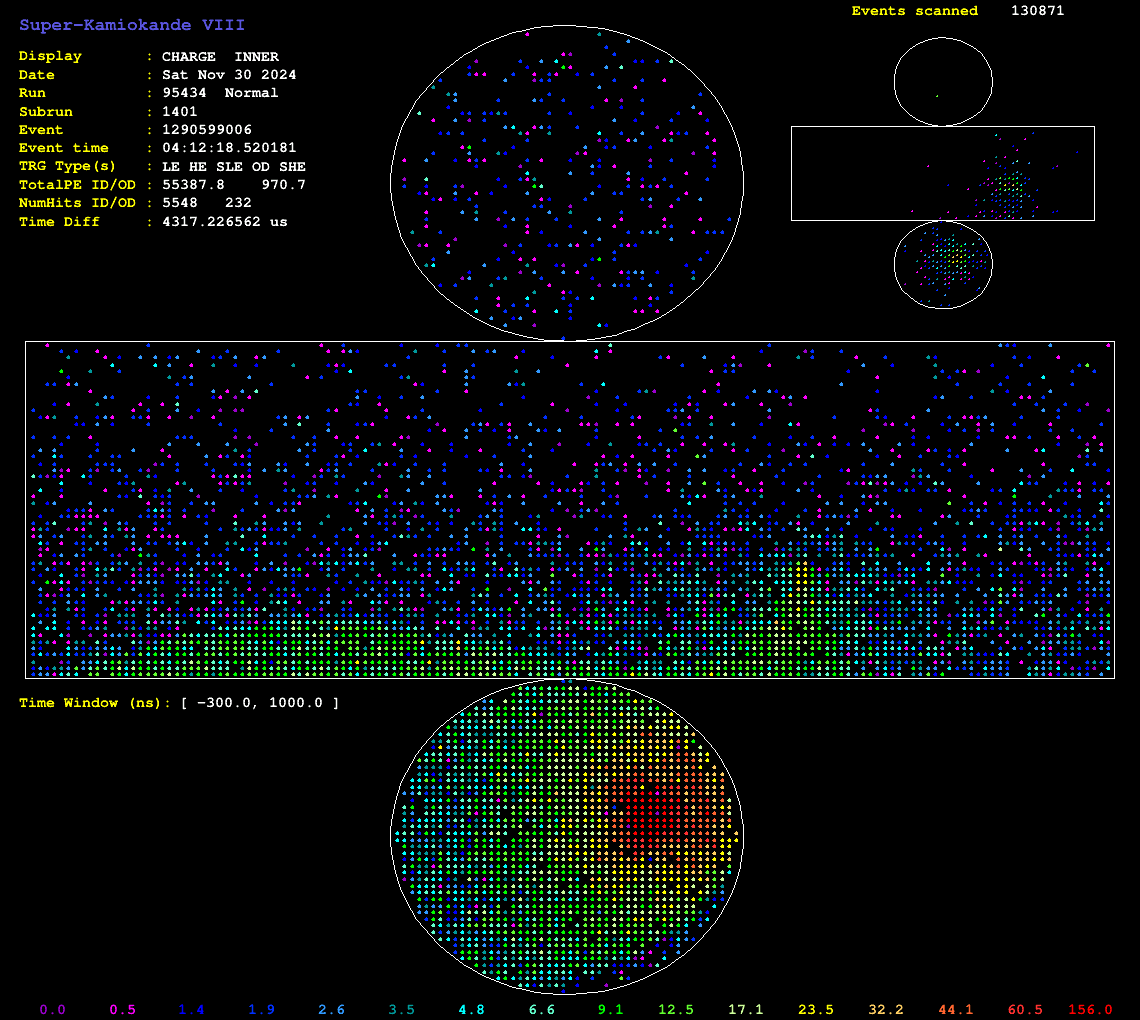 Super-Kamiokande VIII
Events scanned 130871
Display : CHARGE INNER
Date : Sat Nov 30 2024
Run : 95434 Normal
Subrun : 1401
Event : 1290599006
Event time : 04:12:18.520181
TRG Type(s) : LE HE SLE OD SHE
TotalPE ID/OD : 55387.8 970.7
NumHits ID/OD : 5548 232
Time Diff : 4317.226562 us
Time Window (ns): [ -300.0, 1000.0 ]
0.0 0.5 1.4 1.9 2.6 3.5 4.8 6.6 9.1 12.5 17.1 23.5 32.2 44.1 60.5 156.0